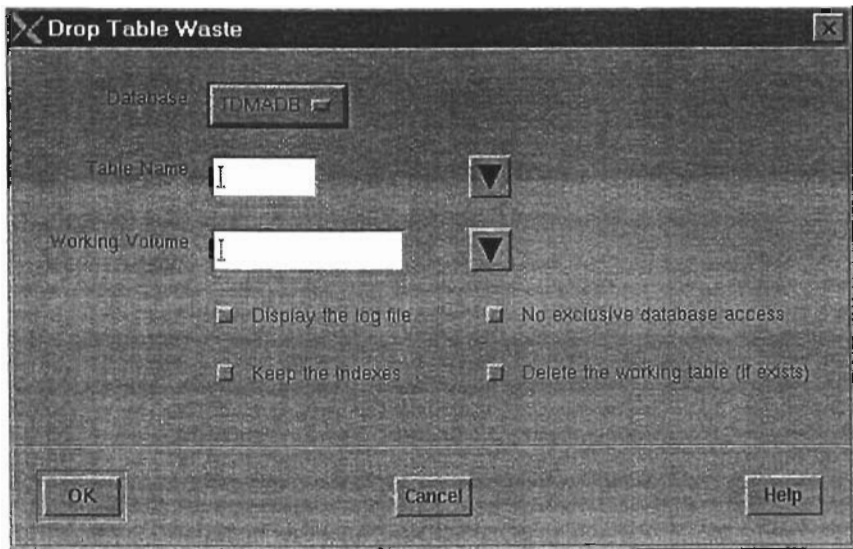 Drop Table Waste
Database TDMADB
Table Name
Working Volume
Display the log file No exclusive database access
Keep the indexes Delete the working table (if exists)
OK Cancel Help